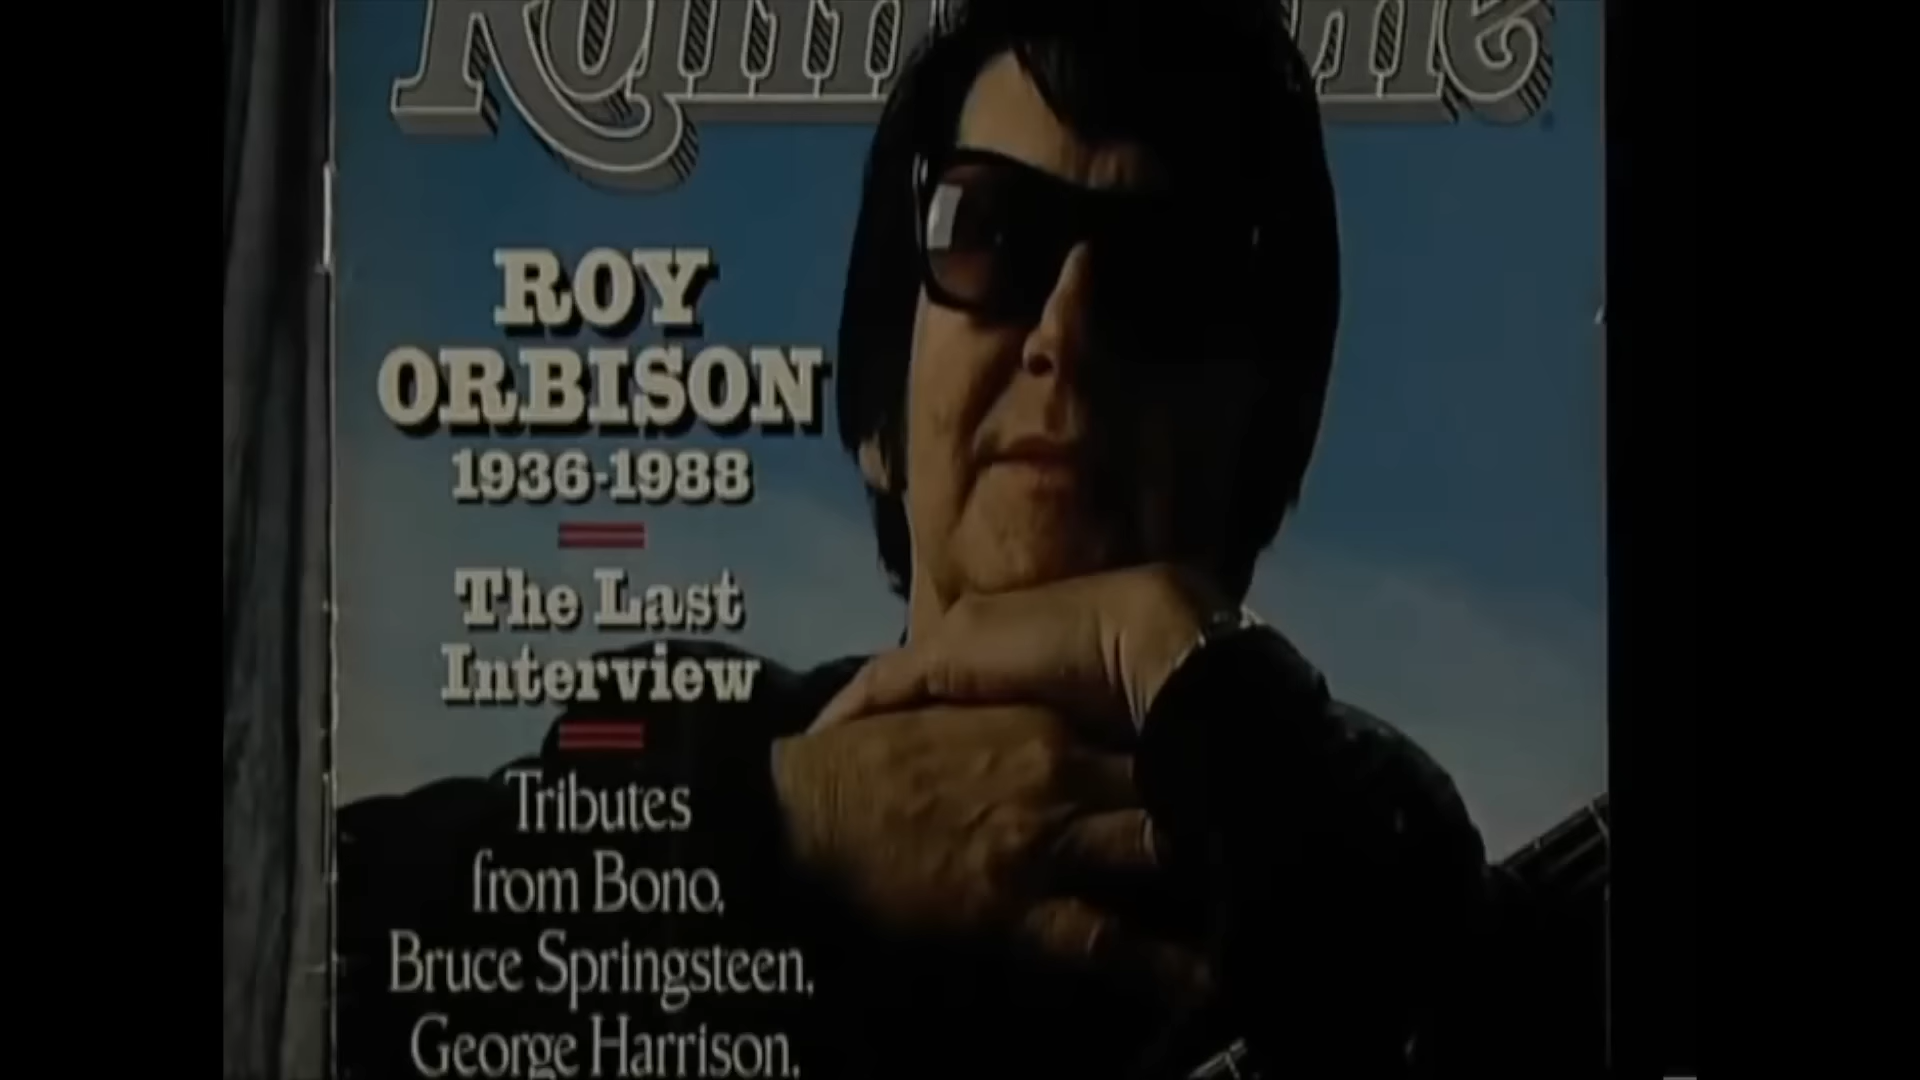 ROY
ORBISON
1936-1988
The Last
Interview
Tributes
from Bono,
Bruce Springsteen,
George Harrison,